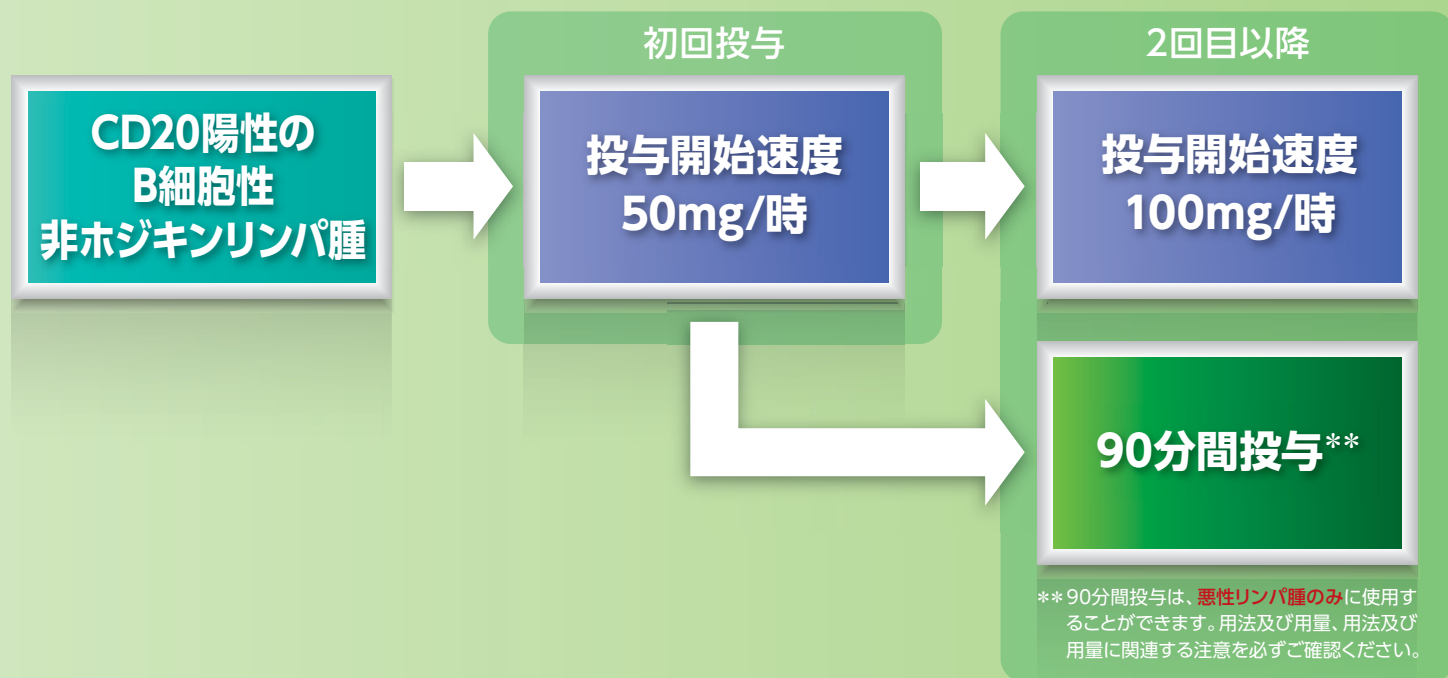 CD20陽性の
B細胞性
非ホジキンリンパ腫
初回投与
投与開始速度
50mg/時
2回目以降
投与開始速度
100mg/時
90分間投与**
**90分間投与は、悪性リンパ腫のみに使用す
ることができます。用法及び用量、用法及び
用量に関連する注意を必ずご確認ください。